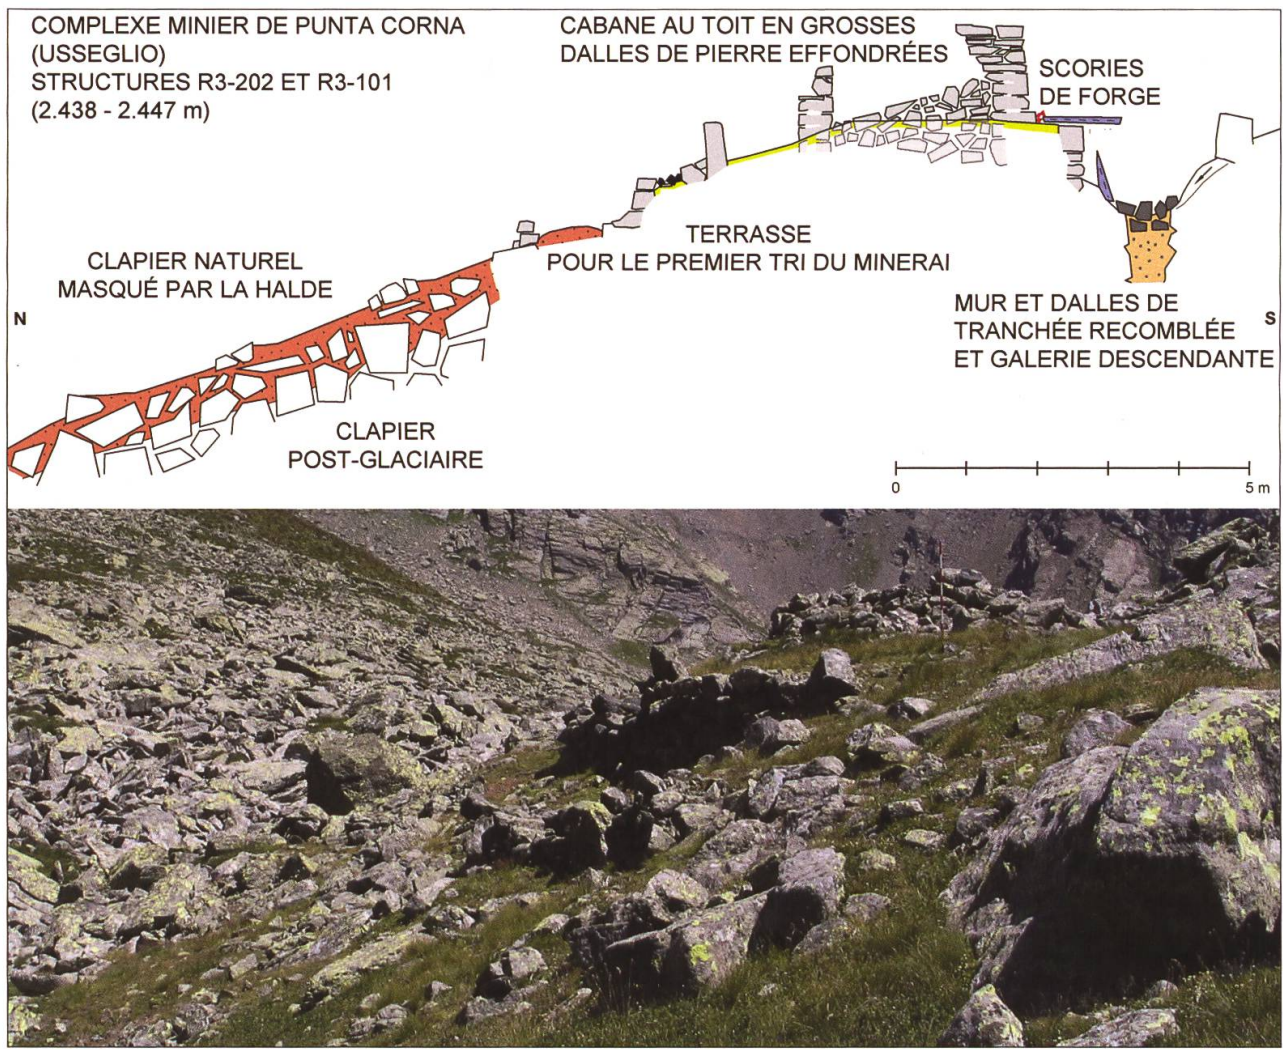 COMPLEXE MINIER DE PUNTA CORNA
(USSEGLIO)
STRUCTURES R3-202 ET R3-101
(2.438 - 2.447 m)
CABANE AU TOIT EN GROSSES
DALLES DE PIERRE EFFONDRÉES
SCORIES
DE FORGE
TERRASSE
POUR LE PREMIER TRI DU MINERAI
CLAPIER NATUREL
MASQUÉ PAR LA HALDE
MUR ET DALLES DE
TRANCHÉE RECOMBLÉE
ET GALERIE DESCENDANTE
N
S
CLAPIER
POST-GLACIAIRE
0
5 m